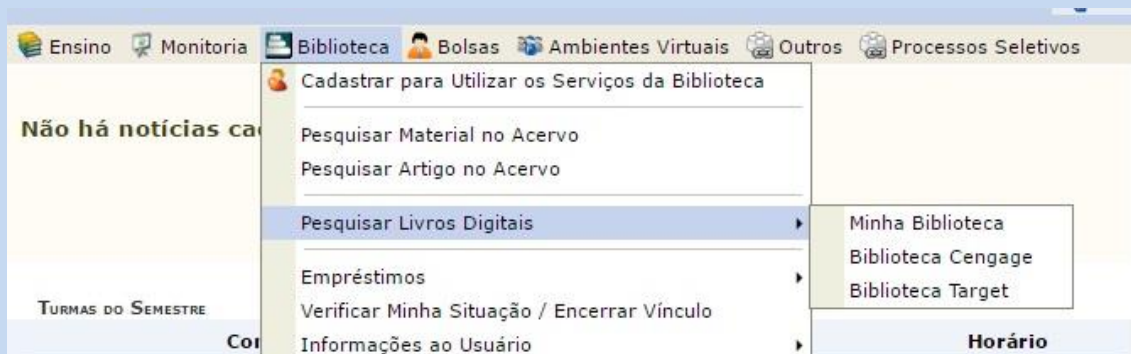 Ensino Monitoria Biblioteca Bolsas Ambientes Virtuais Outros Processos Seletivos
Cadastrar para Utilizar os Serviços da Biblioteca
Não há notícias
Pesquisar Material no Acervo
Pesquisar Artigo no Acervo
Pesquisar Livros Digitais
Minha Biblioteca
Biblioteca Cengage
Biblioteca Target
Empréstimos
Verificar Minha Situação / Encerrar Vínculo
Informações ao Usuário
Turmas do Semestre
Horário